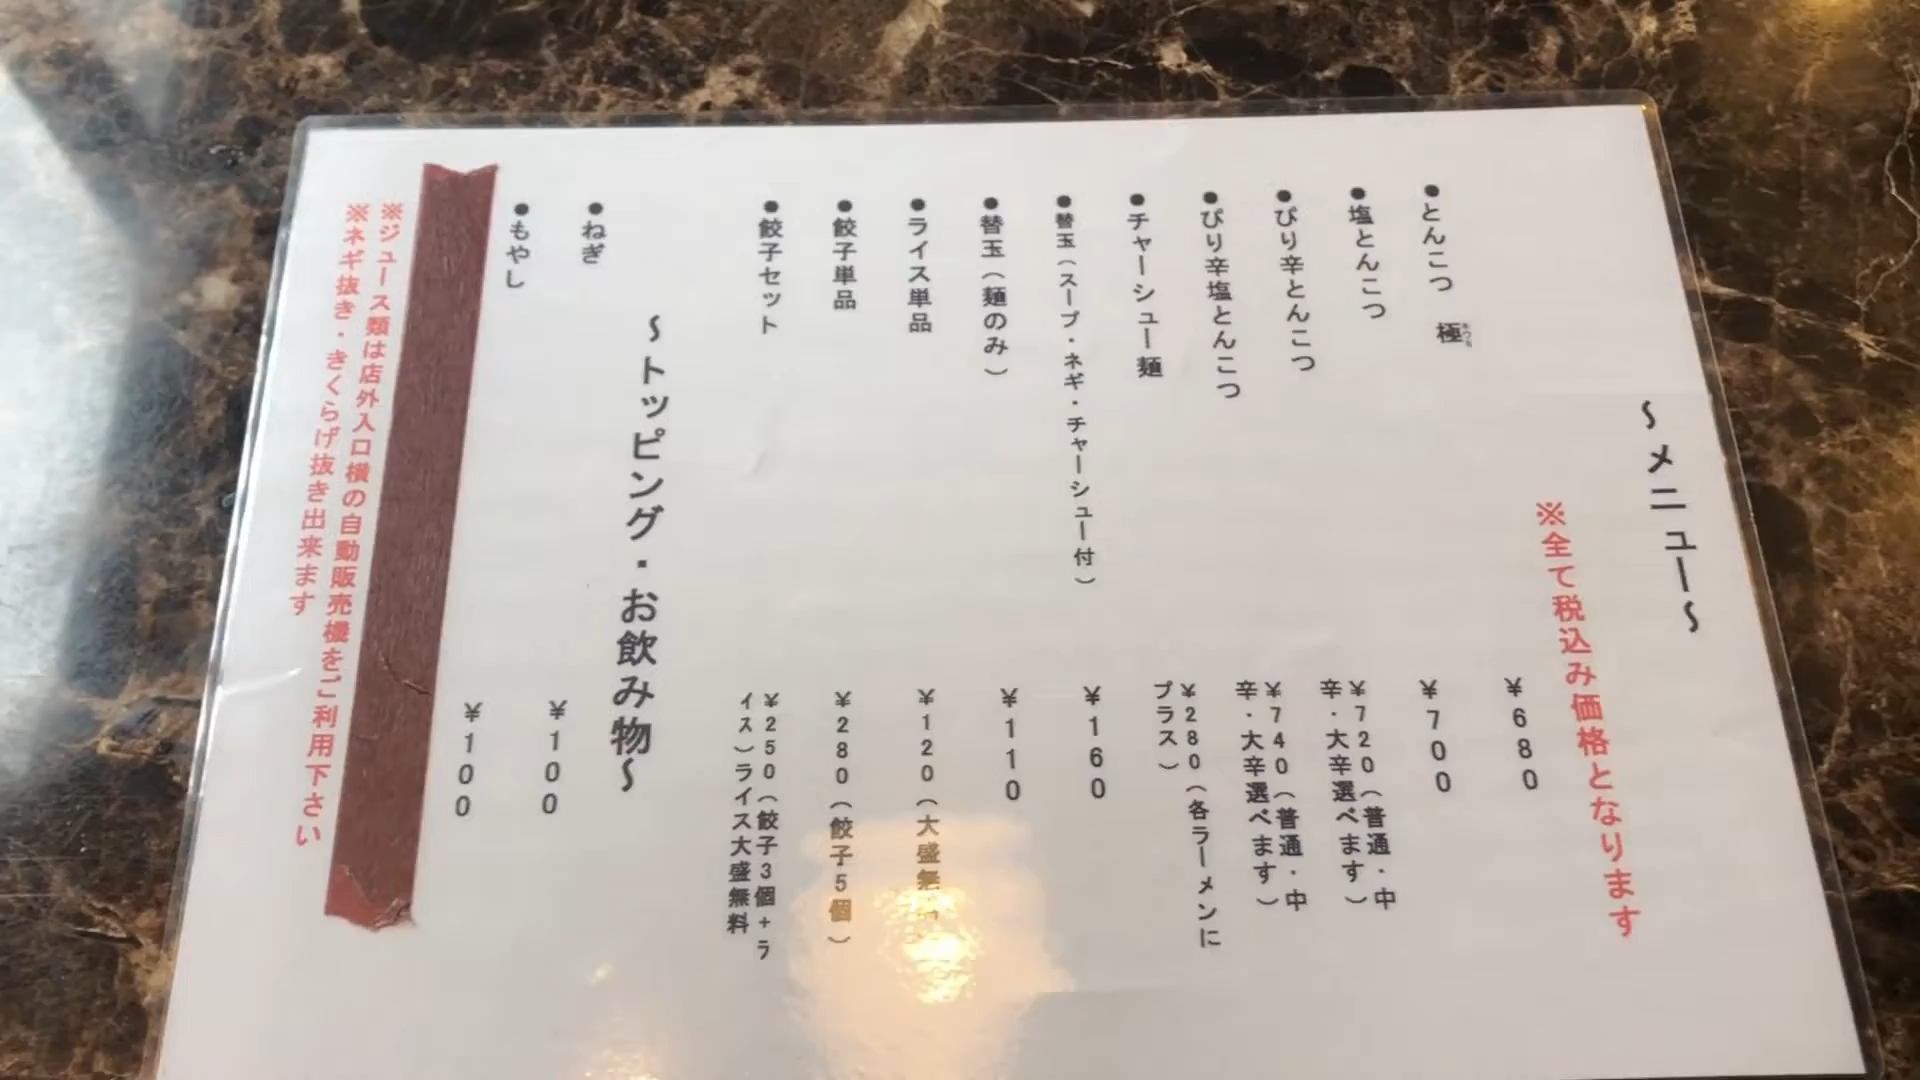 ～メニュー～
※全て税込み価格となります
●とんこつ 極 ￥680
●塩とんこつ ￥700
●ぴり辛とんこつ ￥720（普通・中
辛・大辛選べます）
●ぴり辛塩とんこつ ￥740（普通・中
辛・大辛選べます）
●チャーシュー麺 ￥280（各ラーメンに
プラス）
●替玉（スープ・ネギ・チャーシュー付） ￥160
●替玉（麺のみ） ￥110
●ライス単品 ￥120（大盛無
●餃子単品 ￥280（餃子5個）
●餃子セット ￥250（餃子3個+ラ
イス）ライス大盛無料
～トッピング・お飲み物～
●ねぎ ￥100
●もやし ￥100
※ジュース類は店外入口横の自動販売機をご利用下さい
※ネギ抜き・きくらげ抜き出来ます